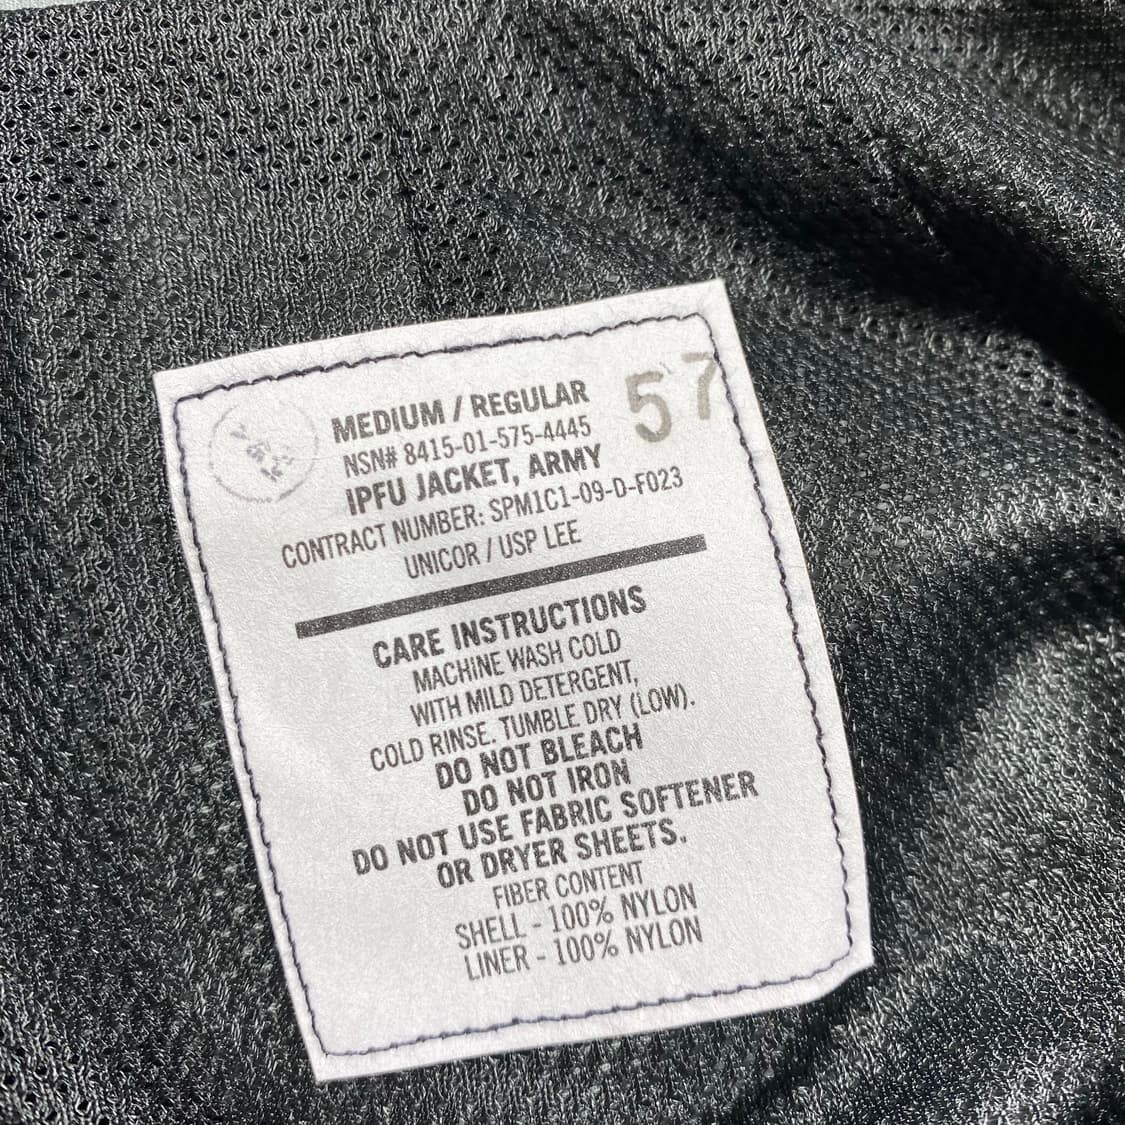 MEDIUM / REGULAR
57
NSN# 8415-01-575-4445
IPFU JACKET, ARMY
CONTRACT NUMBER: SPM1C1-09-D-F023
UNICOR / USP LEE
CARE INSTRUCTIONS
MACHINE WASH COLD
WITH MILD DETERGENT,
COLD RINSE. TUMBLE DRY (LOW).
DO NOT BLEACH
DO NOT IRON
DO NOT USE FABRIC SOFTENER
OR DRYER SHEETS.
FIBER CONTENT
SHELL - 100% NYLON
LINER - 100% NYLON